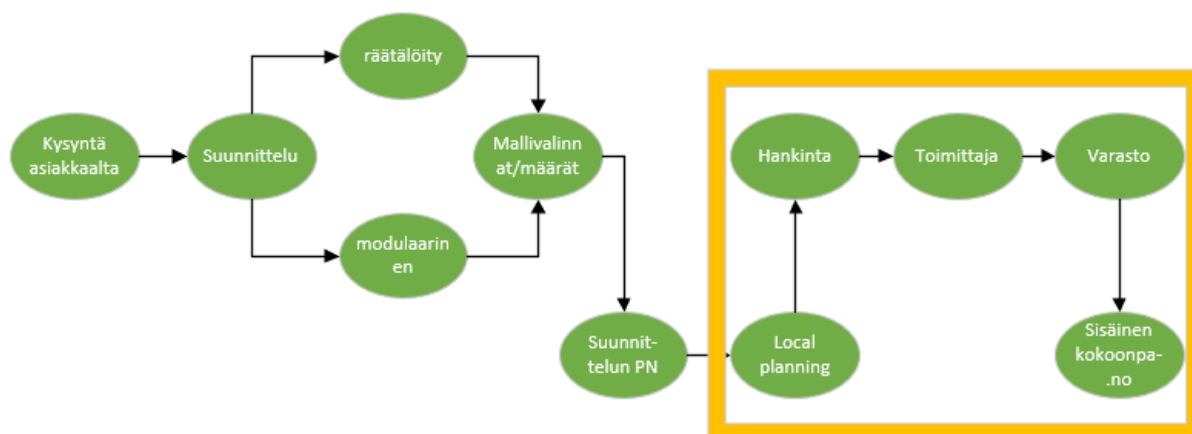 räätälöity
Kysyntä
asiakkaalta
Suunnittelu
Mallivalinn
at/määrät
modulaarin
en
Suunnit-
telun PN
Hankinta
Toimittaja
Varasto
Local
planning
Sisäinen
kokoonpa-
.no